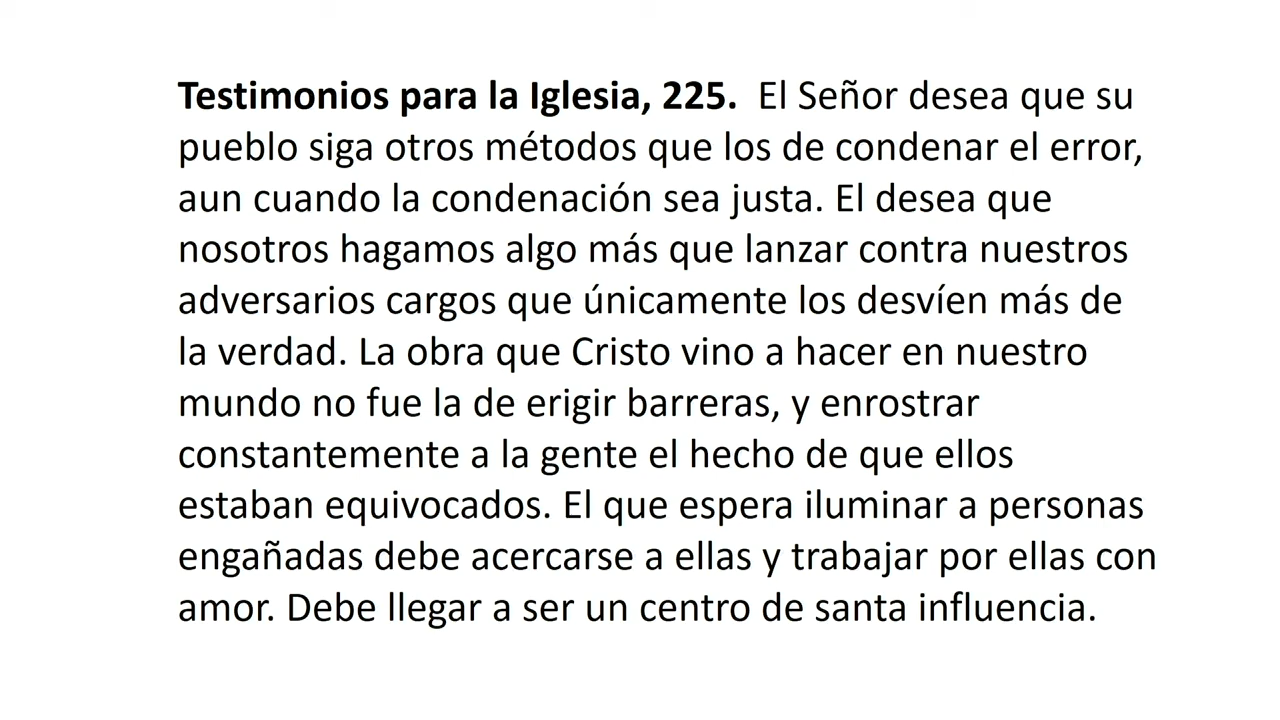 Testimonios para la Iglesia, 225.  El Señor desea que su
pueblo siga otros métodos que los de condenar el error,
aun cuando la condenación sea justa. El desea que
nosotros hagamos algo más que lanzar contra nuestros
adversarios cargos que únicamente los desvíen más de
la verdad. La obra que Cristo vino a hacer en nuestro
mundo no fue la de erigir barreras, y enrostrar
constantemente a la gente el hecho de que ellos
estaban equivocados. El que espera iluminar a personas
engañadas debe acercarse a ellas y trabajar por ellas con
amor. Debe llegar a ser un centro de santa influencia.